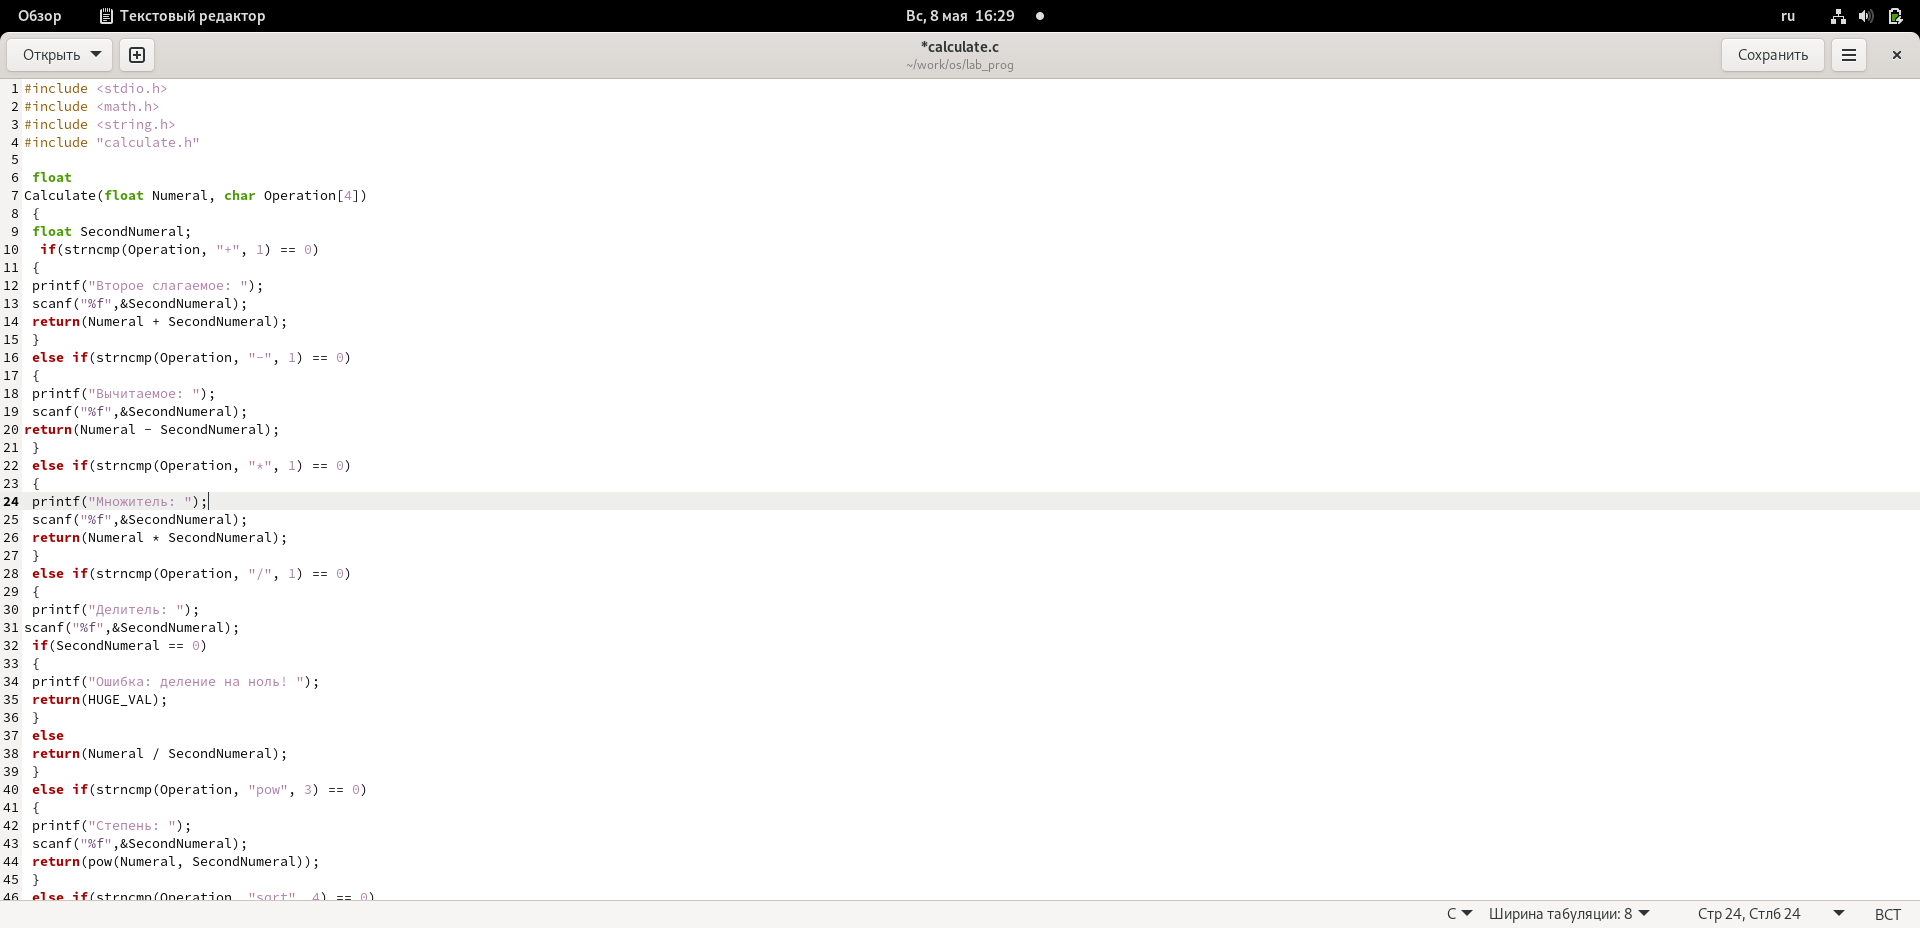 Обзор Текстовый редактор Вс, 8 мая 16:29 ru
Открыть *calculate.c Сохранить
~/work/os/lab_prog
1 #include <stdio.h>
2 #include <math.h>
3 #include <string.h>
4 #include "calculate.h"
5
6 float
7 Calculate(float Numeral, char Operation[4])
8 {
9 float SecondNumeral;
10 if(strncmp(Operation, "+", 1) == 0)
11 {
12 printf("Второе слагаемое: ");
13 scanf("%f",&SecondNumeral);
14 return(Numeral + SecondNumeral);
15 }
16 else if(strncmp(Operation, "-", 1) == 0)
17 {
18 printf("Вычитаемое: ");
19 scanf("%f",&SecondNumeral);
20 return(Numeral - SecondNumeral);
21 }
22 else if(strncmp(Operation, "*", 1) == 0)
23 {
24 printf("Множитель: ");
25 scanf("%f",&SecondNumeral);
26 return(Numeral * SecondNumeral);
27 }
28 else if(strncmp(Operation, "/", 1) == 0)
29 {
30 printf("Делитель: ");
31 scanf("%f",&SecondNumeral);
32 if(SecondNumeral == 0)
33 {
34 printf("Ошибка: деление на ноль! ");
35 return(HUGE_VAL);
36 }
37 else
38 return(Numeral / SecondNumeral);
39 }
40 else if(strncmp(Operation, "pow", 3) == 0)
41 {
42 printf("Степень: ");
43 scanf("%f",&SecondNumeral);
44 return(pow(Numeral, SecondNumeral));
45 }
46 else if(strncmp(Operation, "sqrt", 4) == 0)
C Ширина табуляции: 8 Стр 24, Стлб 24 ВСТ